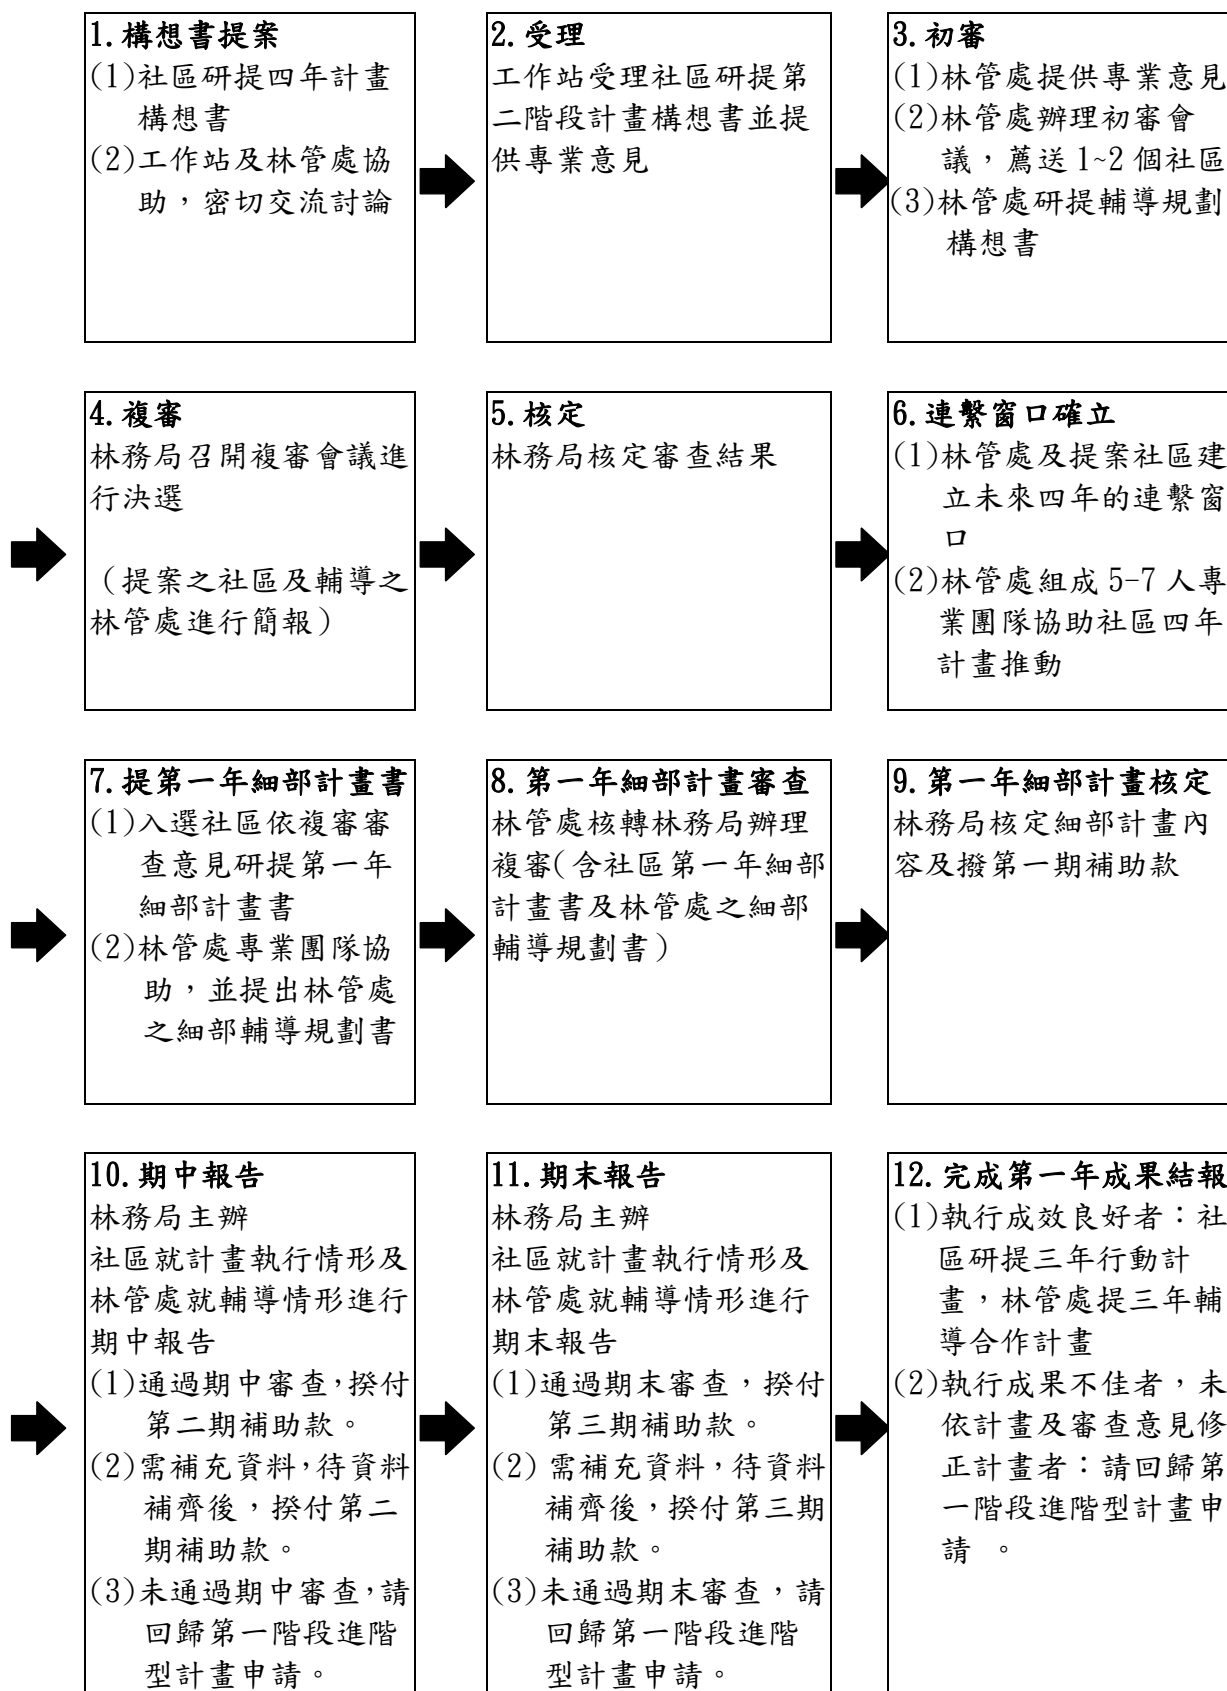 1.構想書提案
(1)社區研提四年計畫
構想書
(2)工作站及林管處協
助，密切交流討論
2.受理
工作站受理社區研提第
二階段計畫構想書並提
供專業意見
3.初審
(1)林管處提供專業意見
(2)林管處辦理初審會
議，薦送 1~2 個社區
(3)林管處研提輔導規劃
構想書
4.複審
林務局召開複審會議進
行決選
（提案之社區及輔導之
林管處進行簡報）
5.核定
林務局核定審查結果
6.連繫窗口確立
(1)林管處及提案社區建
立未來四年的連繫窗
口
(2)林管處組成 5-7 人專
業團隊協助社區四年
計畫推動
7.提第一年細部計畫書
(1)入選社區依複審審
查意見研提第一年
細部計畫書
(2)林管處專業團隊協
助，並提出林管處
之細部輔導規劃書
8.第一年細部計畫審查
林管處核轉林務局辦理
複審(含社區第一年細部
計畫書及林管處之細部
輔導規劃書）
9.第一年細部計畫核定
林務局核定細部計畫內
容及撥第一期補助款
10.期中報告
林務局主辦
社區就計畫執行情形及
林管處就輔導情形進行
期中報告
(1)通過期中審查，揆付
第二期補助款。
(2)需補充資料，待資料
補齊後，揆付第二
期補助款。
(3)未通過期中審查，請
回歸第一階段進階
型計畫申請。
11.期末報告
林務局主辦
社區就計畫執行情形及
林管處就輔導情形進行
期末報告
(1)通過期末審查，揆付
第三期補助款。
(2) 需補充資料，待資料
補齊後，揆付第三期
補助款。
(3)未通過期末審查，請
回歸第一階段進階
型計畫申請。
12.完成第一年成果結報
(1)執行成效良好者：社
區研提三年行動計
畫，林管處提三年輔
導合作計畫
(2)執行成果不佳者，未
依計畫及審查意見修
正計畫者：請回歸第
一階段進階型計畫申
請 。